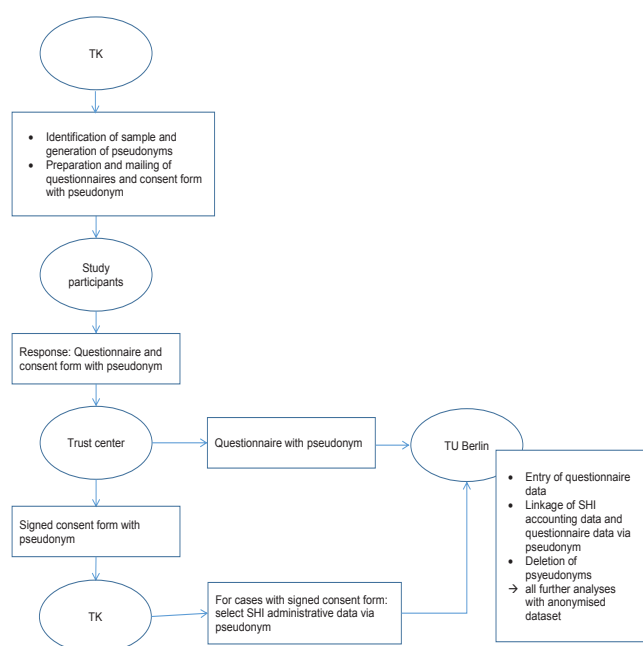 TK
• Identification of sample and
generation of pseudonyms
• Preparation and mailing of
questionnaires and consent form
with pseudonym
Study
participants
Response: Questionnaire and
consent form with pseudonym
Trust center
Questionnaire with pseudonym
TU Berlin
• Entry of questionnaire
data
• Linkage of SHI
accounting data and
questionnaire data via
pseudonym
• Deletion of
psyeudonyms
→ all further analyses
with anonymised
dataset
Signed consent form with
pseudonym
TK
For cases with signed consent form:
select SHI administrative data via
pseudonym